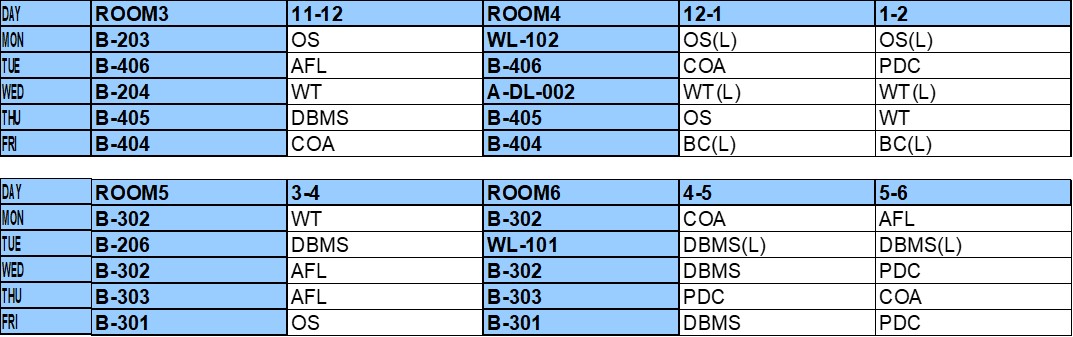 DAY ROOM3 11-12 ROOM4 12-1 1-2
MON B-203 OS WL-102 OS(L) OS(L)
TUE B-406 AFL B-406 COA PDC
WED B-204 WT A-DL-002 WT(L) WT(L)
THU B-405 DBMS B-405 OS WT
FRI B-404 COA B-404 BC(L) BC(L)
DAY ROOM5 3-4 ROOM6 4-5 5-6
MON B-302 WT B-302 COA AFL
TUE B-206 DBMS WL-101 DBMS(L) DBMS(L)
WED B-302 AFL B-302 DBMS PDC
THU B-303 AFL B-303 PDC COA
FRI B-301 OS B-301 DBMS PDC